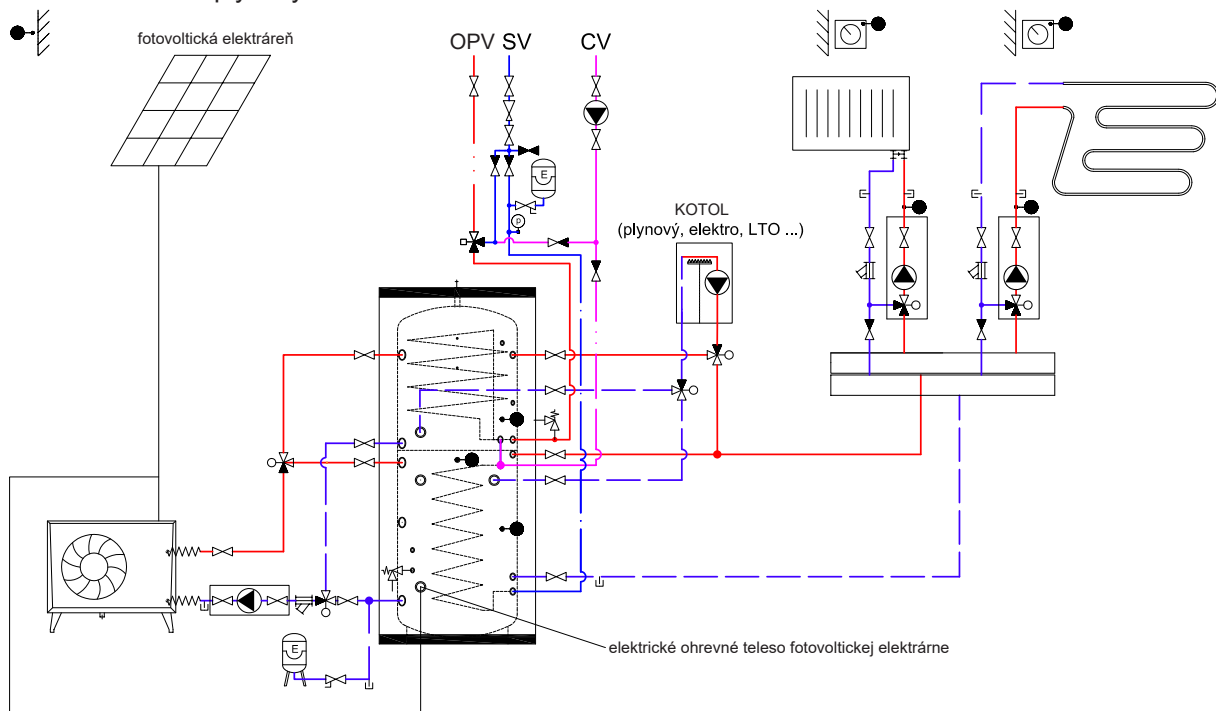 fotovoltická elektráreň
OPV SV CV
E
p
KOTOL
(plynový, elektro, LTO ...)
elektrické ohrevné teleso fotovoltickej elektrárne
E